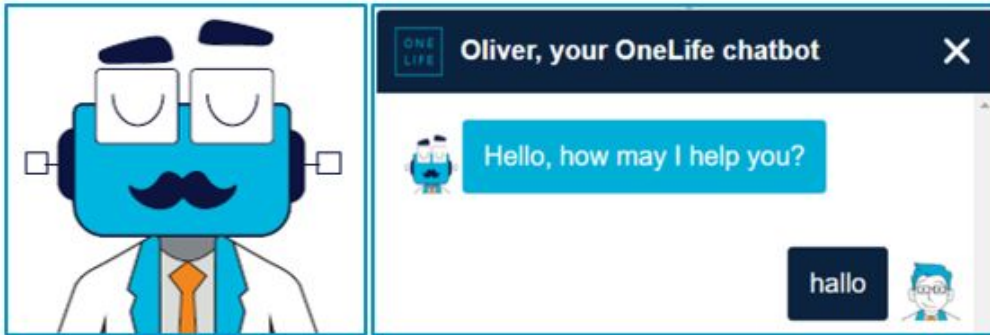 ONE
LIFE
Oliver, your OneLife chatbot
Hello, how may I help you?
hallo